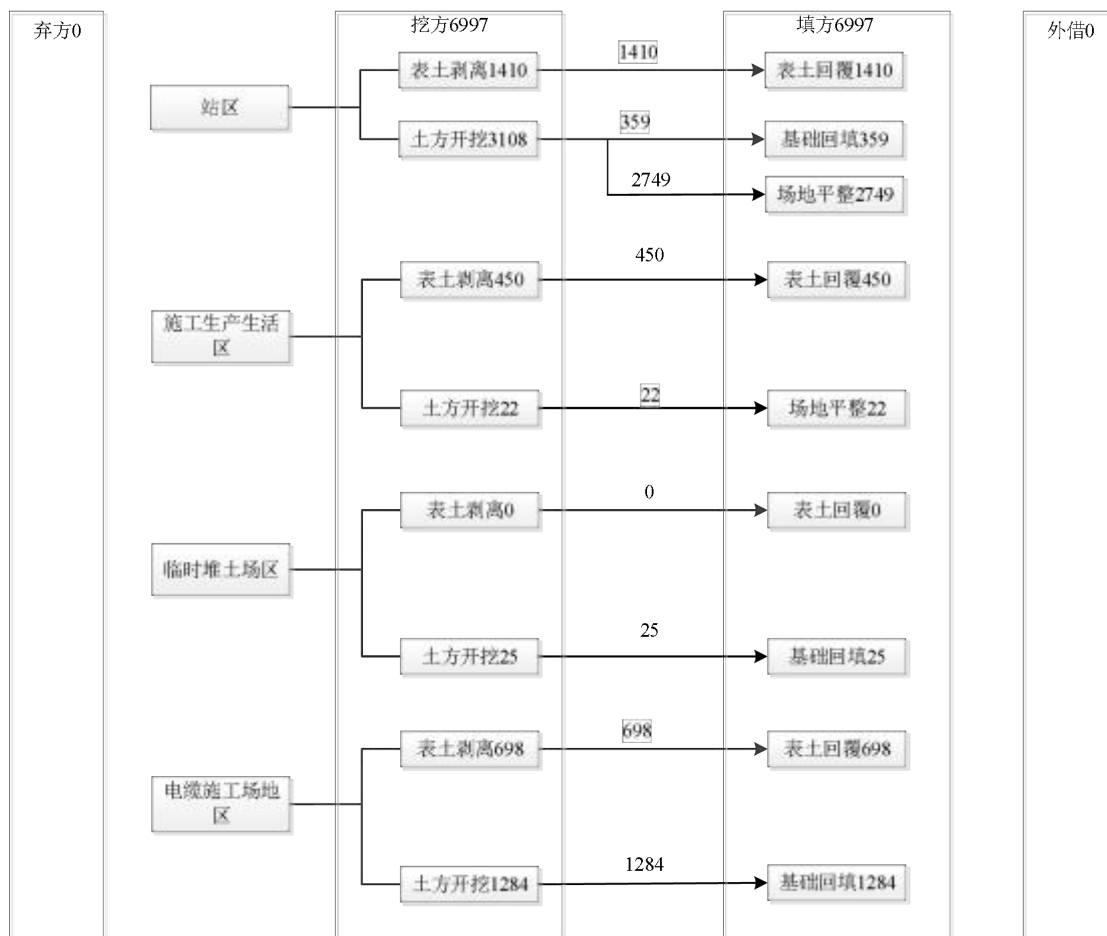 弃方0
挖方6997
填方6997
外借0
站区
表土剥离1410
1410
表土回覆1410
土方开挖3108
359
基础回填359
2749
场地平整2749
施工生产生活
区
表土剥离450
450
表土回覆450
土方开挖22
22
场地平整22
临时堆土场区
表土剥离0
0
表土回覆0
土方开挖25
25
基础回填25
电缆施工场地
区
表土剥离698
698
表土回覆698
土方开挖1284
1284
基础回填1284